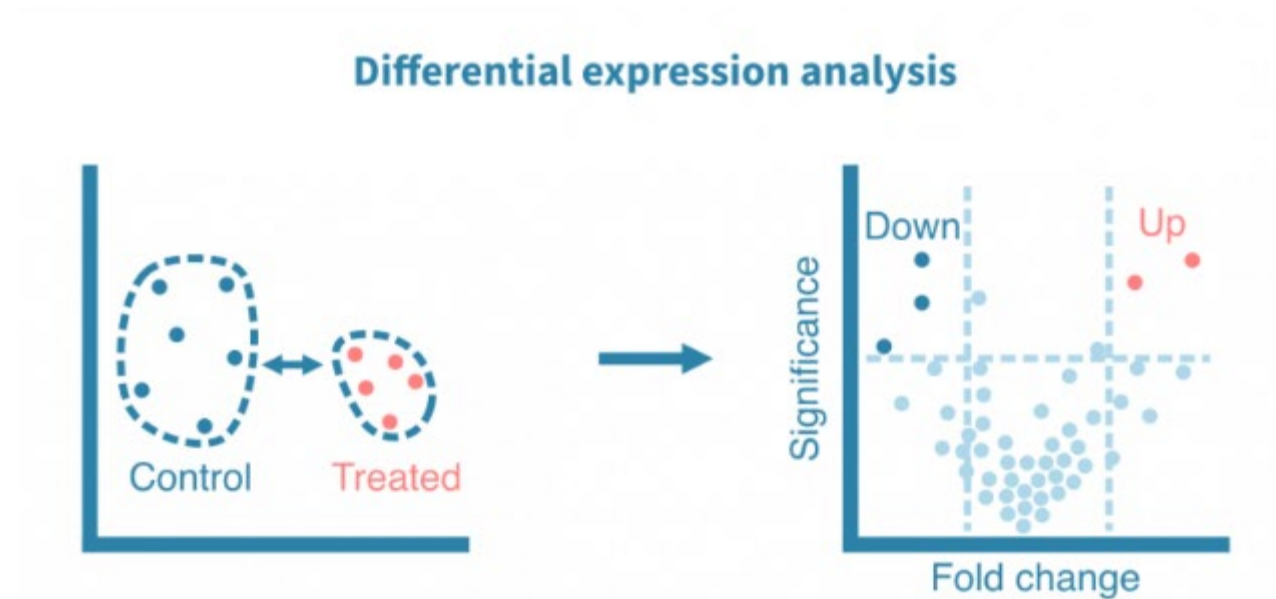 Differential expression analysis
Control
Treated
Down
Up
Significance
Fold change